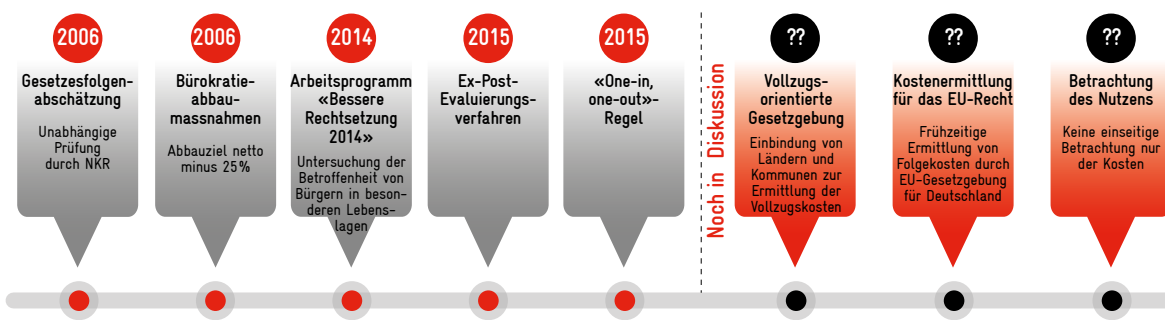 2006
Gesetzesfolgen-
abschätzung
Unabhängige
Prüfung
durch NKR
2006
Bürokratie-
abbau-
massnahmen
Abbauziel netto
minus 25%
2014
Arbeitsprogramm
«Bessere
Rechtsetzung
2014»
Untersuchung der
Betroffenheit von
Bürgern in beson-
deren Lebens-
lagen
2015
Ex-Post-
Evaluierungs-
verfahren
2015
«One-in,
one-out»-
Regel
Noch in Diskussion
??
Vollzugs-
orientierte
Gesetzgebung
Einbindung von
Ländern und
Kommunen zur
Ermittlung der
Vollzugskosten
??
Kostenermittlung
für das EU-Recht
Frühzeitige
Ermittlung von
Folgekosten durch
EU-Gesetzgebung
für Deutschland
??
Betrachtung
des Nutzens
Keine einseitige
Betrachtung nur
der Kosten